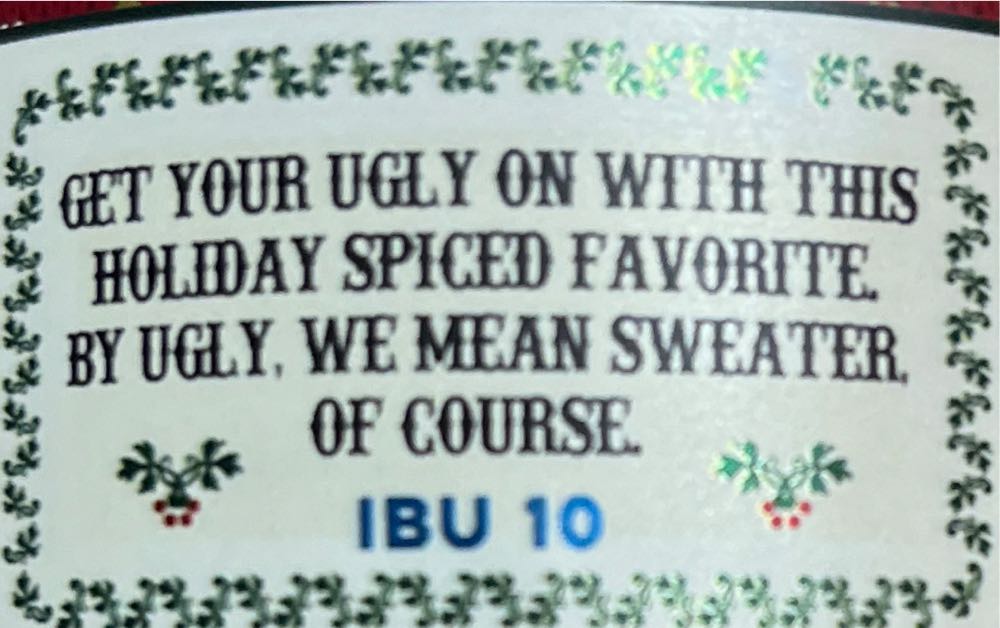 GET YOUR UGLY ON WITH THIS
HOLIDAY SPICED FAVORITE.
BY UGLY, WE MEAN SWEATER,
OF COURSE.
IBU 10